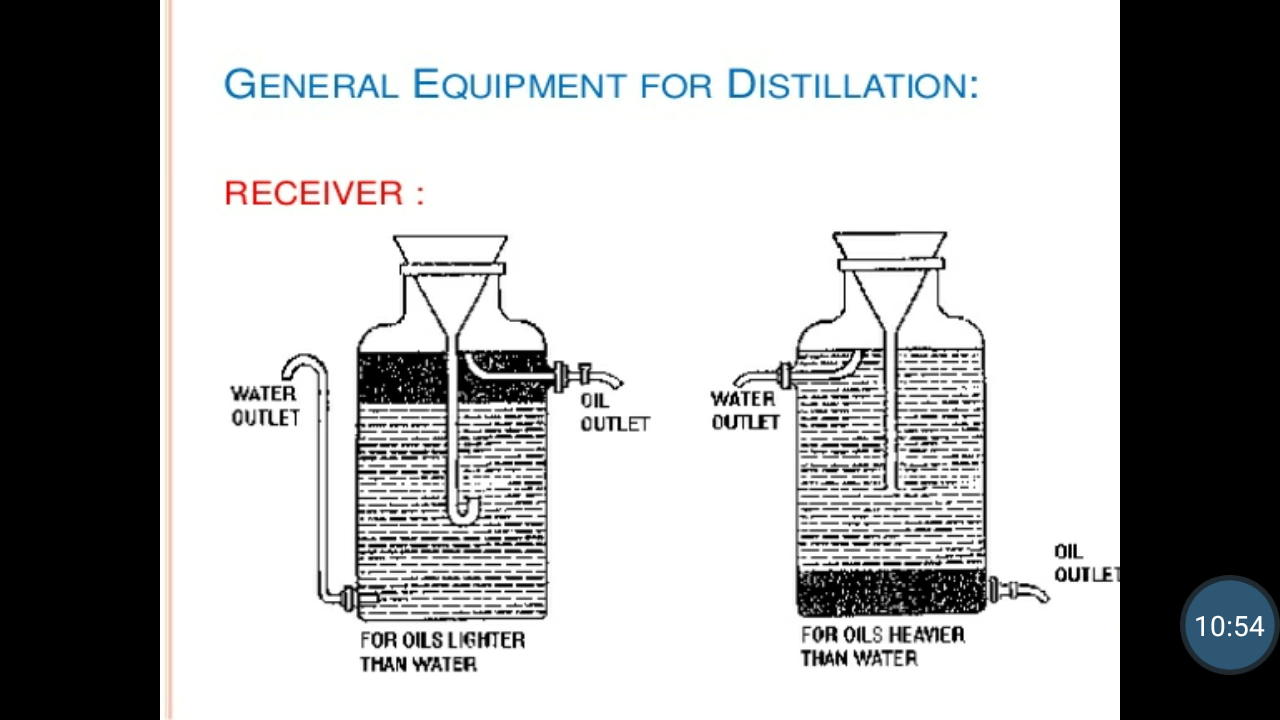 GENERAL EQUIPMENT FOR DISTILLATION:
RECEIVER :
WATER
OUTLET
OIL
OUTLET
FOR OILS LIGHTER
THAN WATER
WATER
OUTLET
OIL
OUTLET
FOR OILS HEAVIER
THAN WATER
10:54